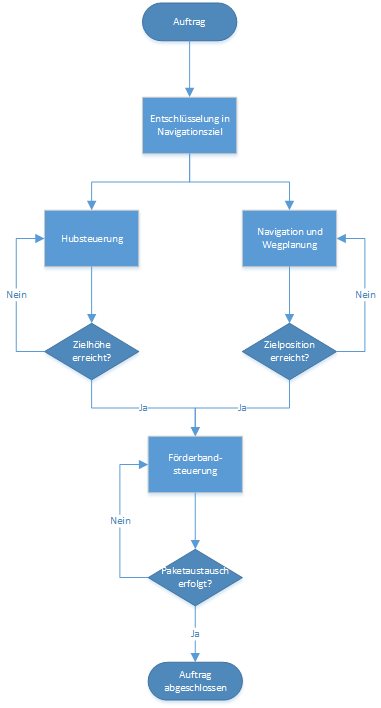 Auftrag
Entschlüsselung in
Navigationsziel
Hubsteuerung
Navigation und
Wegplanung
Nein
Nein
Zielhöhe
erreicht?
Zielposition
erreicht?
Ja
Ja
Förderband-
steuerung
Nein
Paketaustausch
erfolgt?
Ja
Auftrag
abgeschlossen